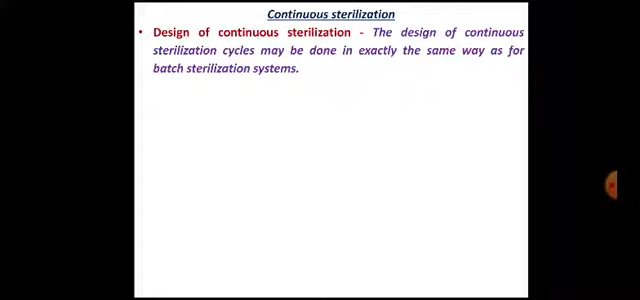 Continuous sterilization
• Design of continuous sterilization - The design of continuous
sterilization cycles may be done in exactly the same way as for
batch sterilization systems.